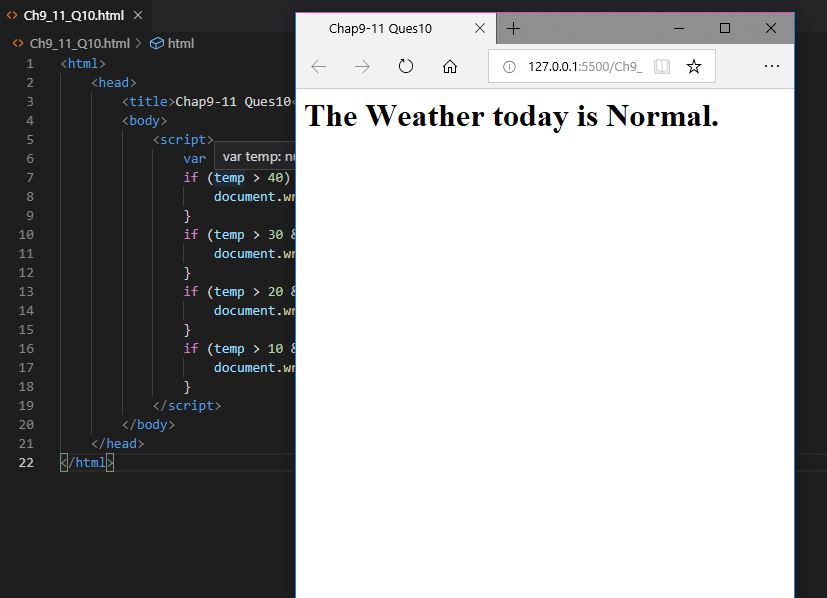 Ch9_11_Q10.html
Ch9_11_Q10.html > html
1 <html>
2 <head>
3 <title>Chap9-11 Ques10<
4 <body>
5 <script>
6 var
var temp: nu
7 if (temp > 40)
8 document.wr
9 }
10 if (temp > 30 &
11 document.wr
12 }
13 if (temp > 20 &
14 document.wr
15 }
16 if (temp > 10 &
17 document.wr
18 }
19 </script>
20 </body>
21 </head>
22 </html>
Chap9-11 Ques10
127.0.0.1:5500/Ch9_
The Weather today is Normal.